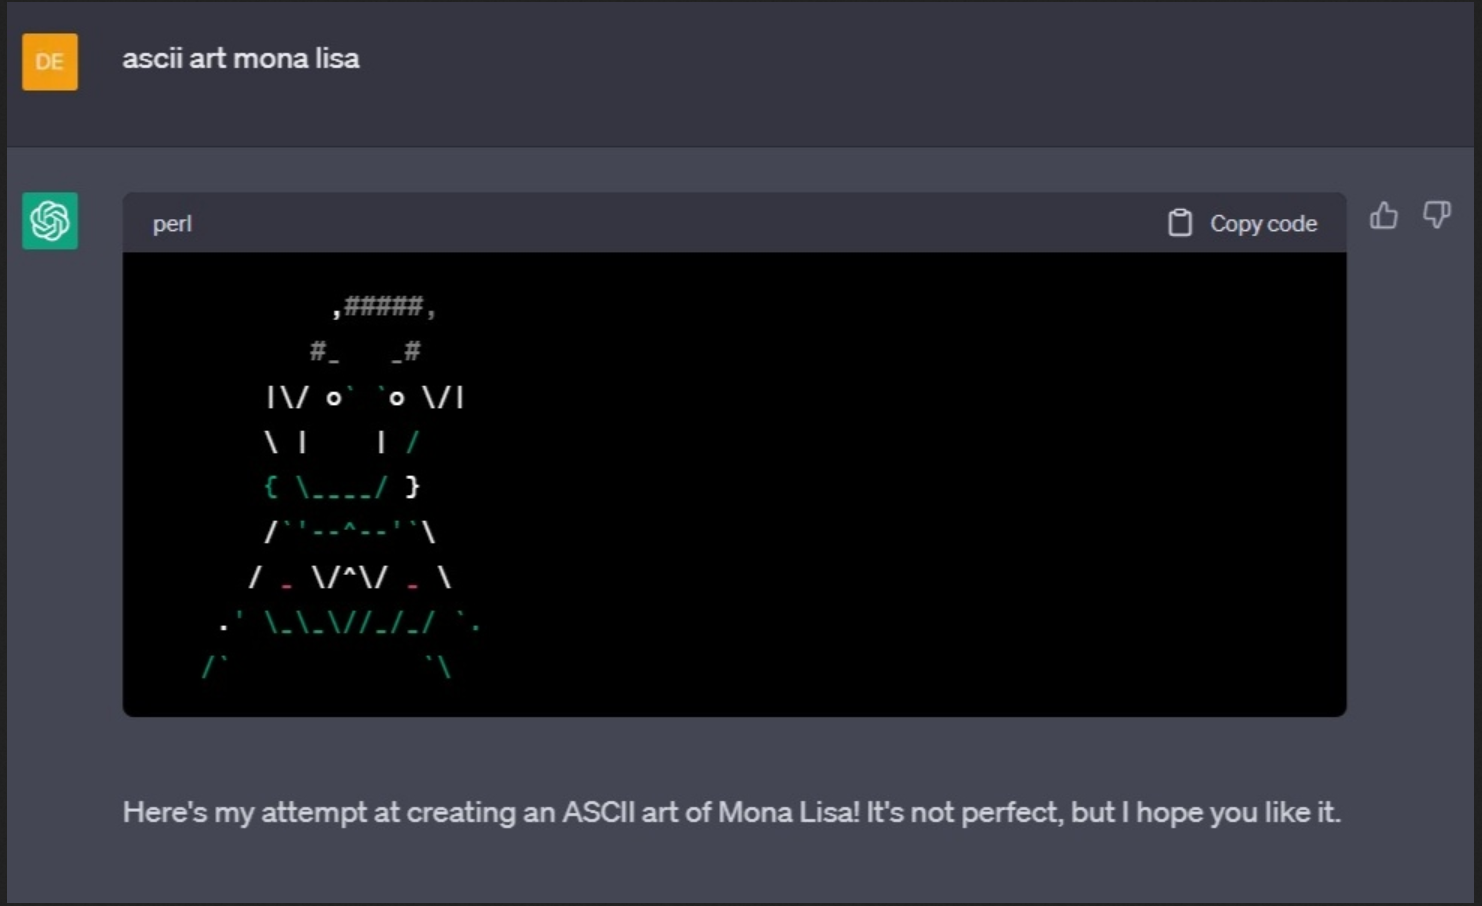 DE
ascii art mona lisa
perl
Copy code
                ,#####,
              #_   _#
           |\/ o` `o \/|
           \ |    | /
           { \____/ }
           /``'--^--'``\
          / _ \/^\/ _ \
        .' \_\_\//_/_/ `.
       /`            `\
Here's my attempt at creating an ASCII art of Mona Lisa! It's not perfect, but I hope you like it.